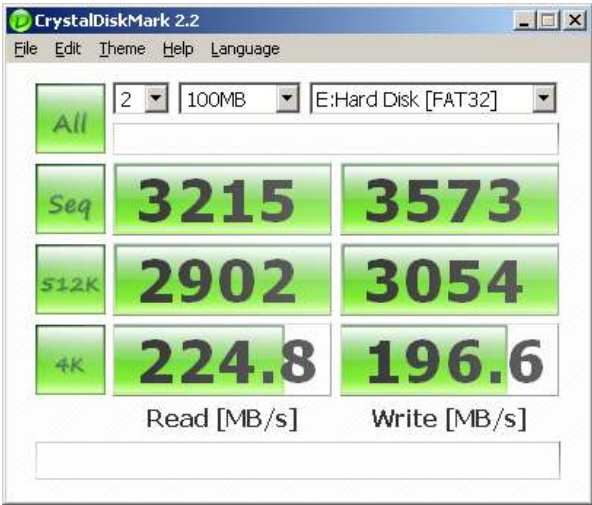 CrystalDiskMark 2.2
File Edit Theme Help Language
All 2 100MB E:Hard Disk [FAT32]
Seq 3215 3573
512K 2902 3054
4K 224.8 196.6
Read [MB/s] Write [MB/s]